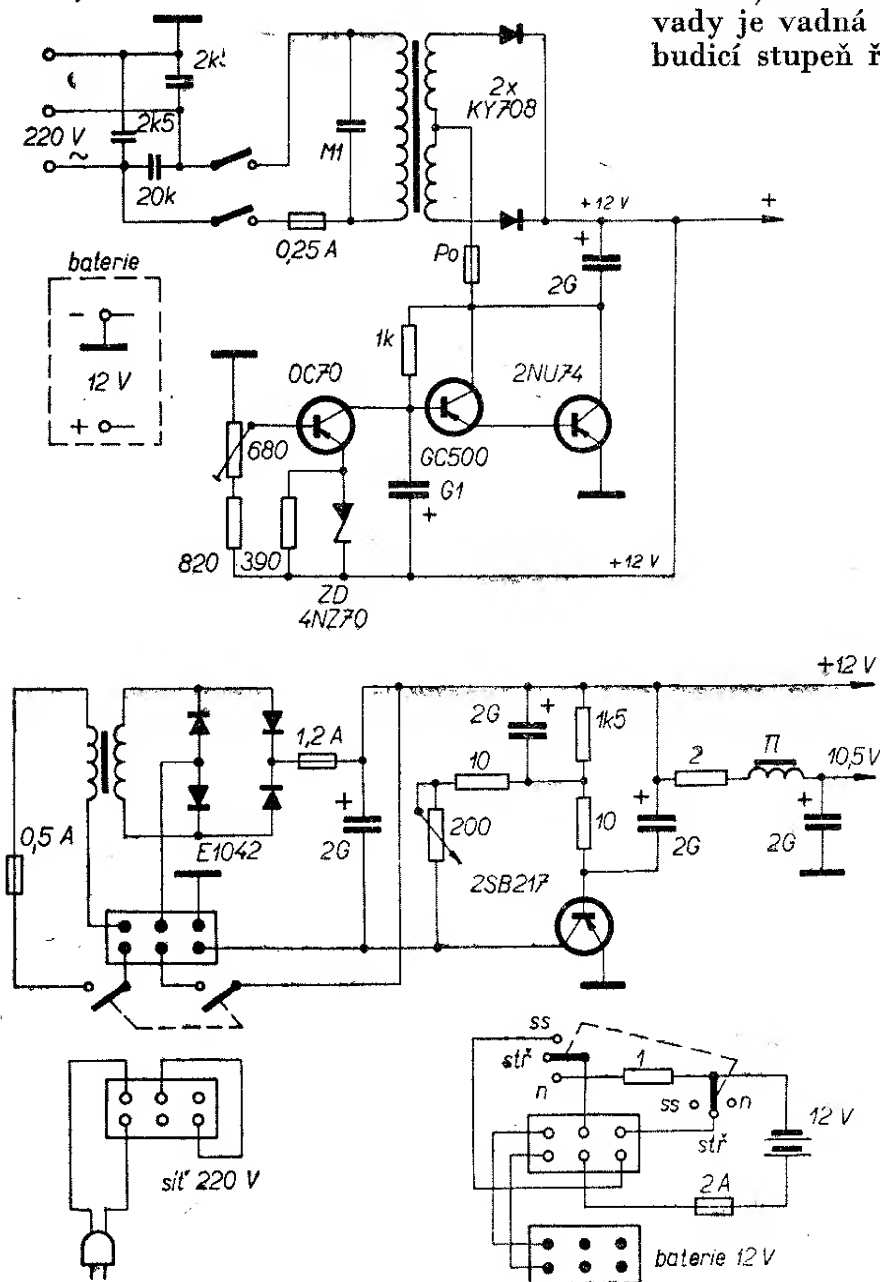 vady je vadná
budicí stupeň ř
2k5
220 V
~
20k
M1
2x
KY708
0,25 A
Po
+12 V
+
+
2G
baterie
-
12 V
+
1k
OC70
2NU74
680
GC500
G1
+
820
390
ZD
4NZ70
+12 V
+12 V
1,2 A
2G
+
1k5
10
2
П
10,5 V
0,5 A
E1042
+
2G
200
10
+
2G
+
2G
2SB217
ss
stř
n
1
ss
n
stř
12 V
síť 220 V
2 A
baterie 12 V